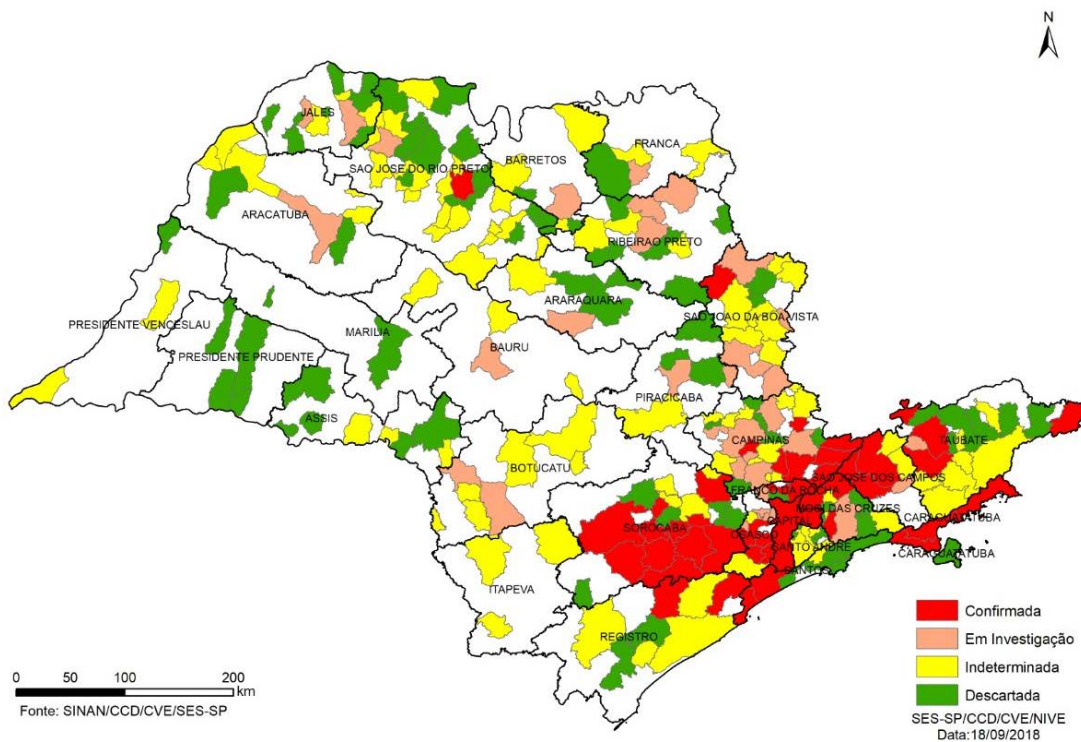 N
JALES
FRANCA
BARRETOS
SAO JOSE DO RIO PRETO
ARACATUBA
RIBEIRAO PRETO
ARARAQUARA
SAO JOAO DA BOA VISTA
PRESIDENTE VENCESLAU
MARILIA
BAURU
PRESIDENTE PRUDENTE
PIRACICABA
ASSIS
CAMPINAS
TAUBATE
BOTUCATU
SAO JOSE DOS CAMPOS
FRANCO DA ROCHA
MOGI DAS CRUZES
SOROCABA
CAPITAL
CARAGUATATUBA
OSASCO
SANTO ANDRE
CARAGUATATUBA
SANTOS
ITAPEVA
REGISTRO
Confirmada
Em Investigação
Indeterminada
Descartada
0 50 100 200
km
Fonte: SINAN/CCD/CVE/SES-SP
SES-SP/CCD/CVE/NIVE
Data:18/09/2018